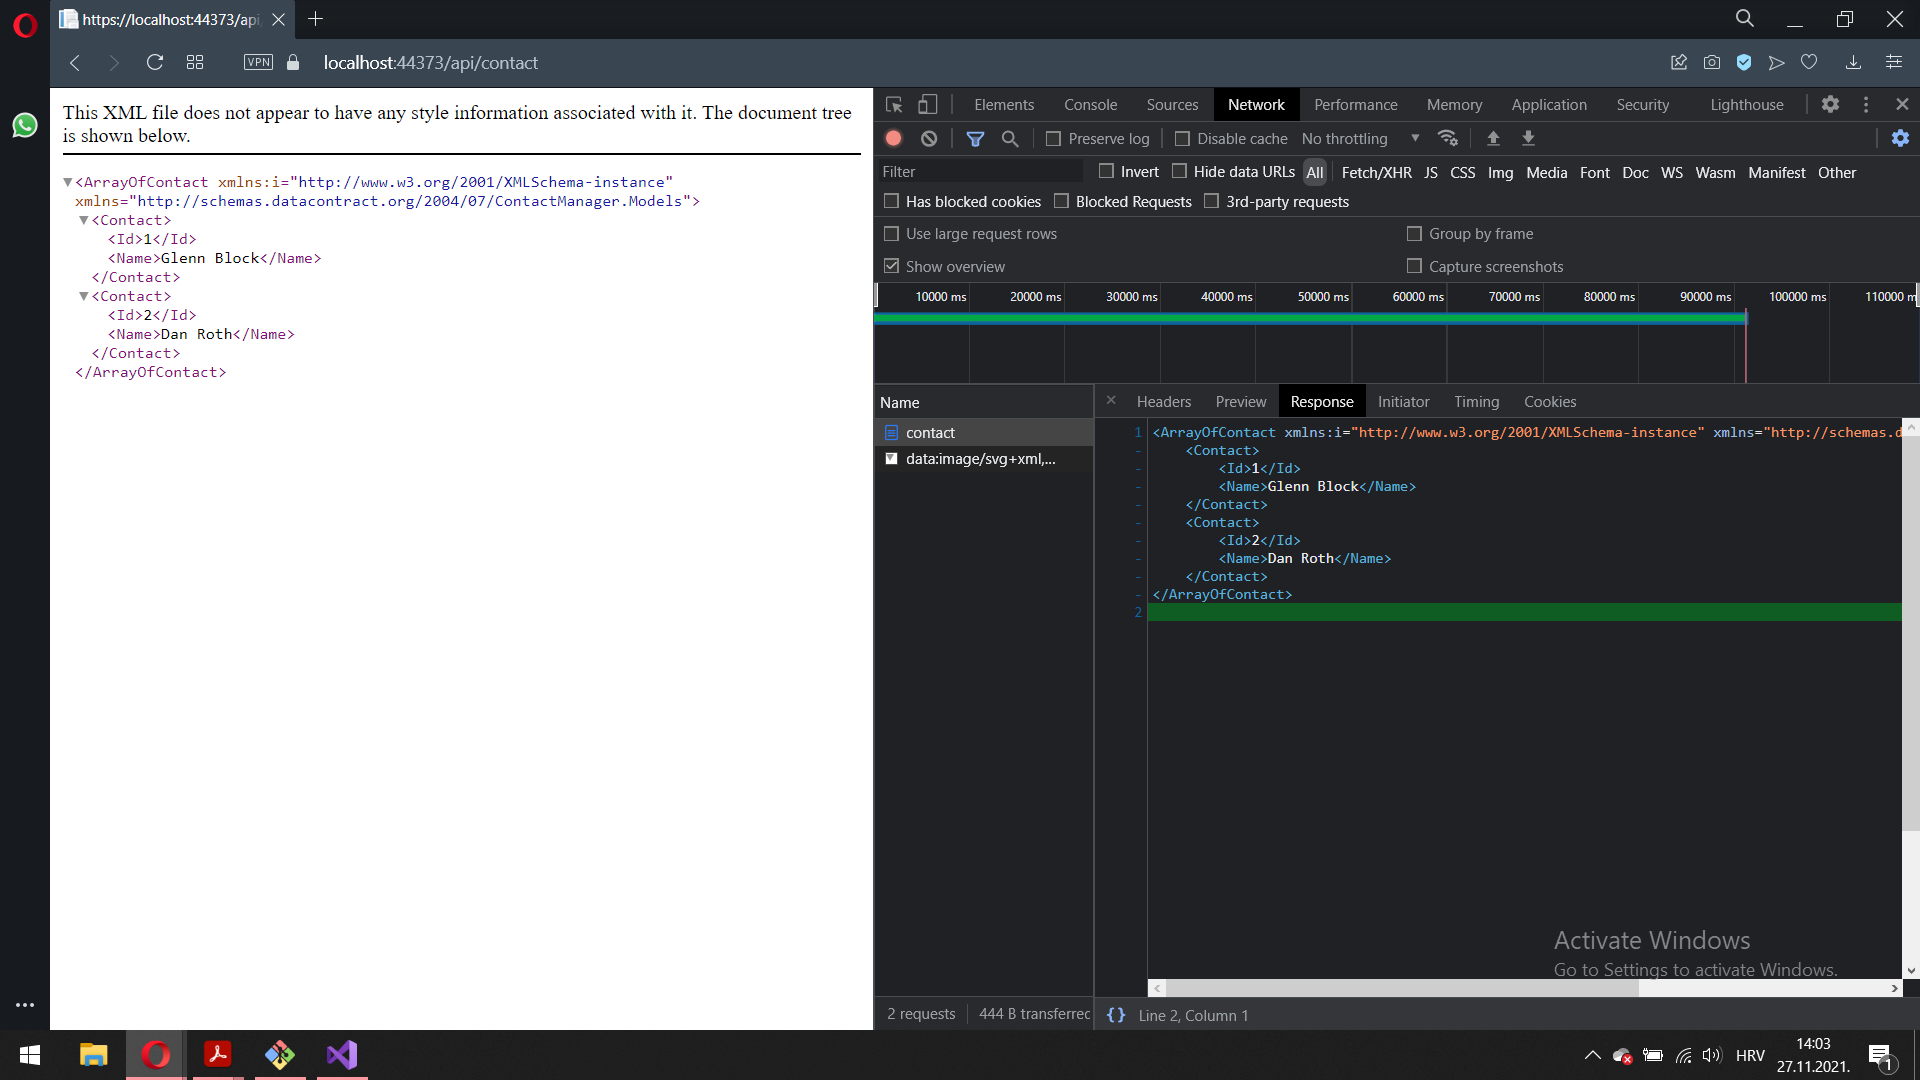 https://localhost:44373/api
VPN
localhost:44373/api/contact
This XML file does not appear to have any style information associated with it. The document tree
is shown below.
<ArrayOfContact xmlns:i="http://www.w3.org/2001/XMLSchema-instance"
xmlns="http://schemas.datacontract.org/2004/07/ContactManager.Models">
<Contact>
<Id>1</Id>
<Name>Glenn Block</Name>
</Contact>
<Contact>
<Id>2</Id>
<Name>Dan Roth</Name>
</Contact>
</ArrayOfContact>
Elements Console Sources Network Performance Memory Application Security Lighthouse
Preserve log Disable cache No throttling
Filter Invert Hide data URLs All Fetch/XHR JS CSS Img Media Font Doc WS Wasm Manifest Other
Has blocked cookies Blocked Requests 3rd-party requests
Use large request rows Group by frame
Show overview Capture screenshots
10000 ms 20000 ms 30000 ms 40000 ms 50000 ms 60000 ms 70000 ms 80000 ms 90000 ms 100000 ms 110000 m
Name
contact
data:image/svg+xml,...
Headers Preview Response Initiator Timing Cookies
1 <ArrayOfContact xmlns:i="http://www.w3.org/2001/XMLSchema-instance" xmlns="http://schemas.d
- <Contact>
- <Id>1</Id>
- <Name>Glenn Block</Name>
- </Contact>
- <Contact>
- <Id>2</Id>
- <Name>Dan Roth</Name>
- </Contact>
- </ArrayOfContact>
2
Activate Windows
Go to Settings to activate Windows.
2 requests 444 B transferrec
{} Line 2, Column 1
HRV
14:03
27.11.2021.
1